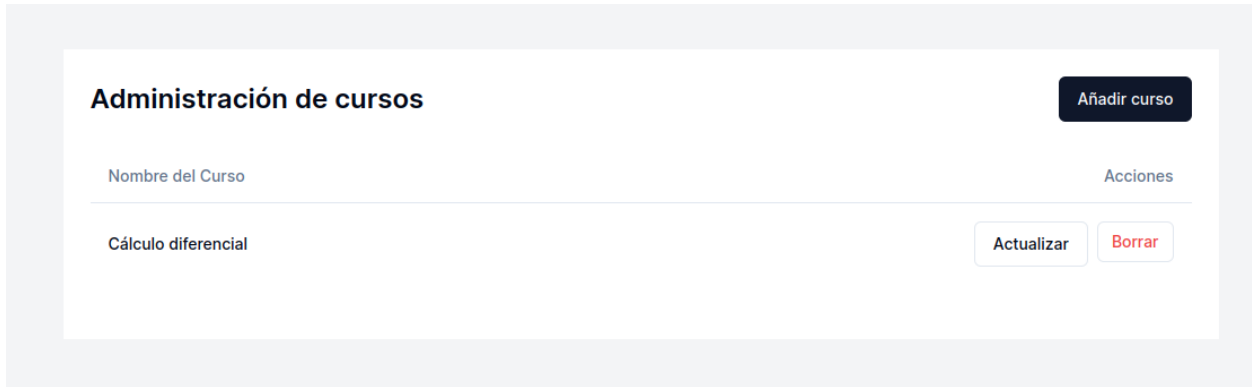 Administración de cursos
Añadir curso
Nombre del Curso
Acciones
Cálculo diferencial
Actualizar
Borrar